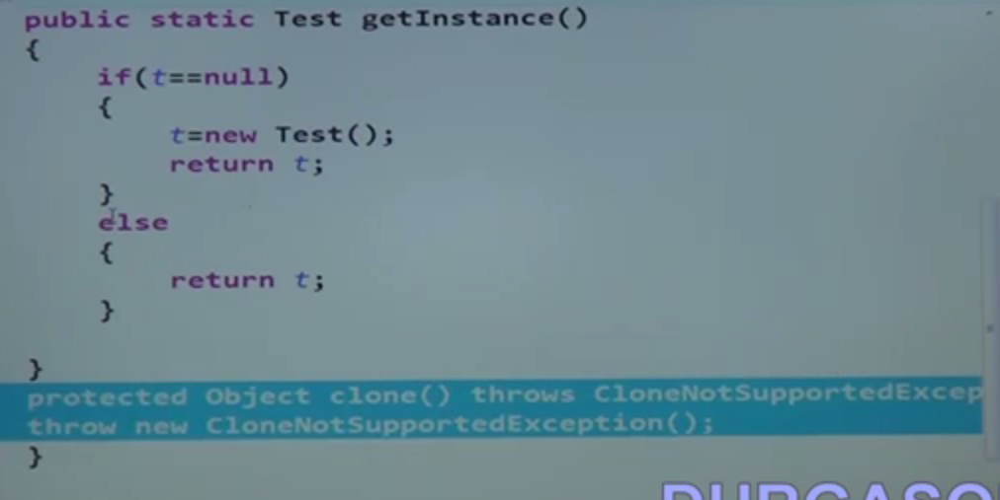 public static Test getInstance()
{
if(t==null)
{
t=new Test();
return t;
}
else
{
return t;
}
}
protected Object clone() throws CloneNotSupportedExcep
throw new CloneNotSupportedException();
}